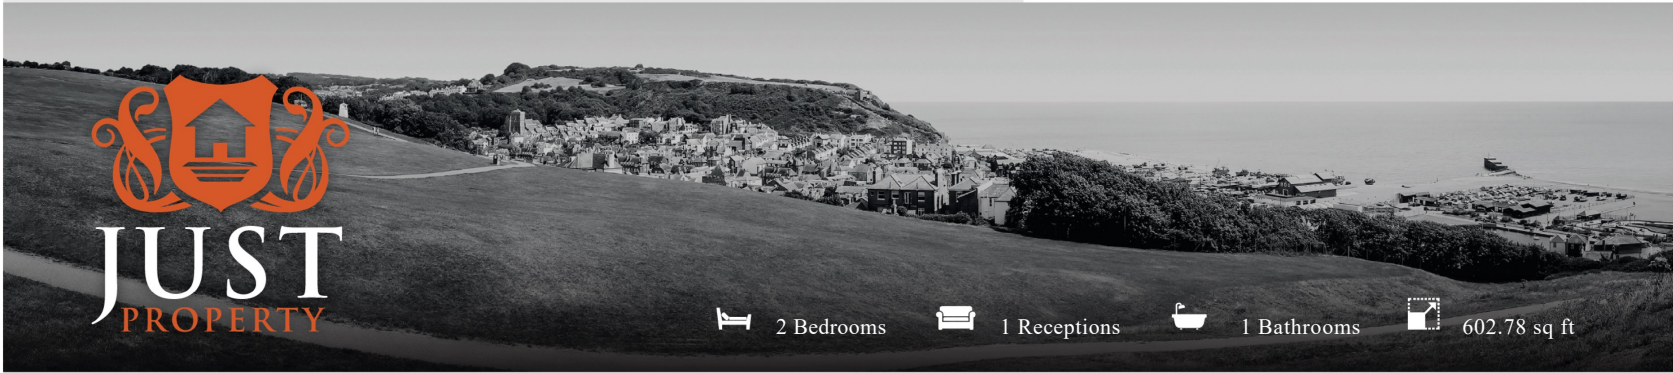 JUST
PROPERTY
2 Bedrooms
1 Receptions
1 Bathrooms
602.78 sq ft